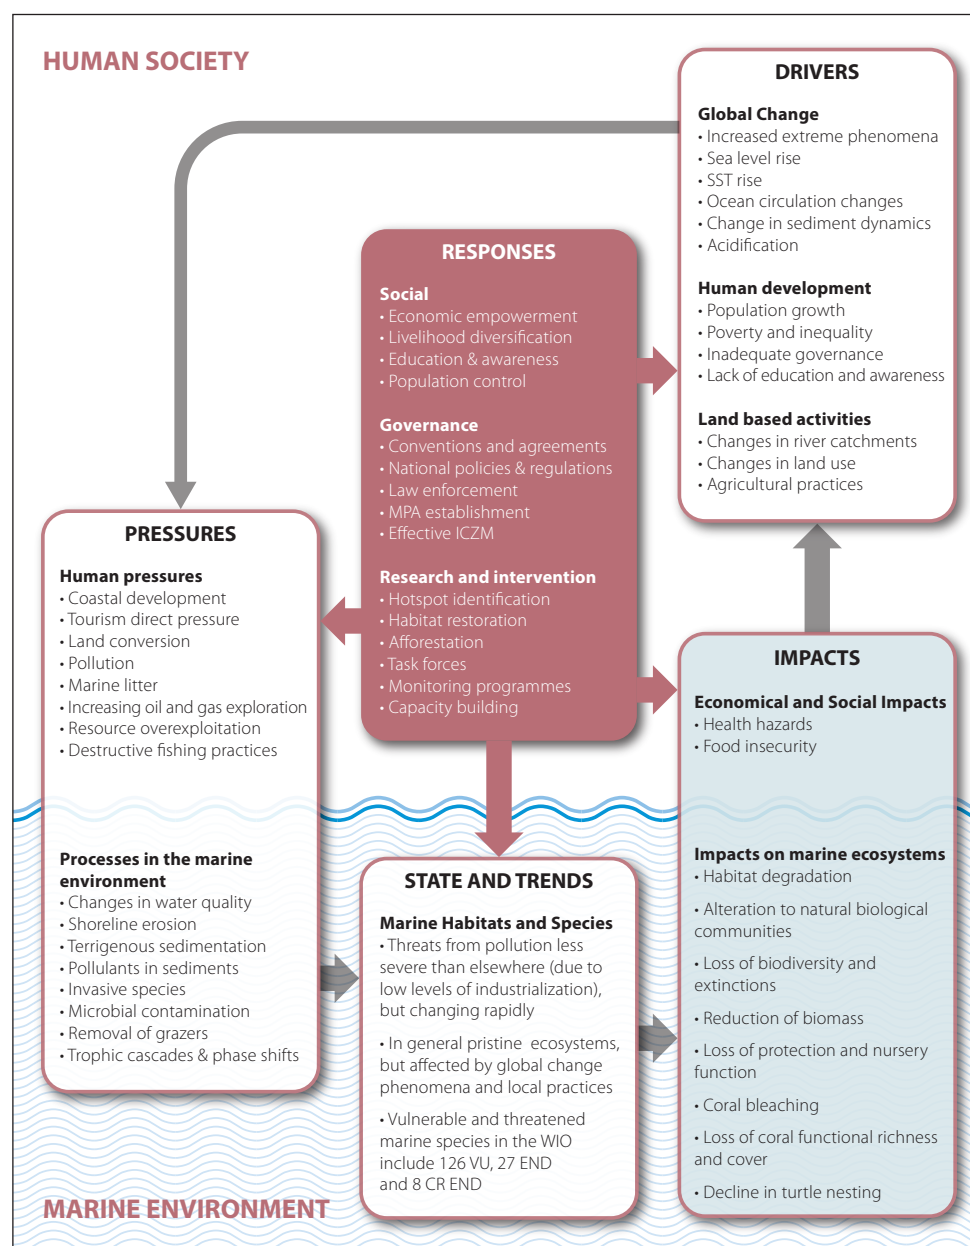 HUMAN SOCIETY
DRIVERS
Global Change
• Increased extreme phenomena
• Sea level rise
• SST rise
• Ocean circulation changes
• Change in sediment dynamics
• Acidification
Human development
• Population growth
• Poverty and inequality
• Inadequate governance
• Lack of education and awareness
Land based activities
• Changes in river catchments
• Changes in land use
• Agricultural practices
RESPONSES
Social
• Economic empowerment
• Livelihood diversification
• Education & awareness
• Population control
Governance
• Conventions and agreements
• National policies & regulations
• Law enforcement
• MPA establishment
• Effective ICZM
Research and intervention
• Hotspot identification
• Habitat restoration
• Afforestation
• Task forces
• Monitoring programmes
• Capacity building
PRESSURES
Human pressures
• Coastal development
• Tourism direct pressure
• Land conversion
• Pollution
• Marine litter
• Increasing oil and gas exploration
• Resource overexploitation
• Destructive fishing practices
Processes in the marine
environment
• Changes in water quality
• Shoreline erosion
• Terrigenous sedimentation
• Pollulants in sediments
• Invasive species
• Microbial contamination
• Removal of grazers
• Trophic cascades & phase shifts
STATE AND TRENDS
Marine Habitats and Species
• Threats from pollution less
severe than elsewhere (due to
low levels of industrialization),
but changing rapidly
• In general pristine ecosystems,
but affected by global change
phenomena and local practices
• Vulnerable and threatened
marine species in the WIO
include 126 VU, 27 END
and 8 CR END
IMPACTS
Economical and Social Impacts
• Health hazards
• Food insecurity
Impacts on marine ecosystems
• Habitat degradation
• Alteration to natural biological
communities
• Loss of biodiversity and
extinctions
• Reduction of biomass
• Loss of protection and nursery
function
• Coral bleaching
• Loss of coral functional richness
and cover
• Decline in turtle nesting
MARINE ENVIRONMENT